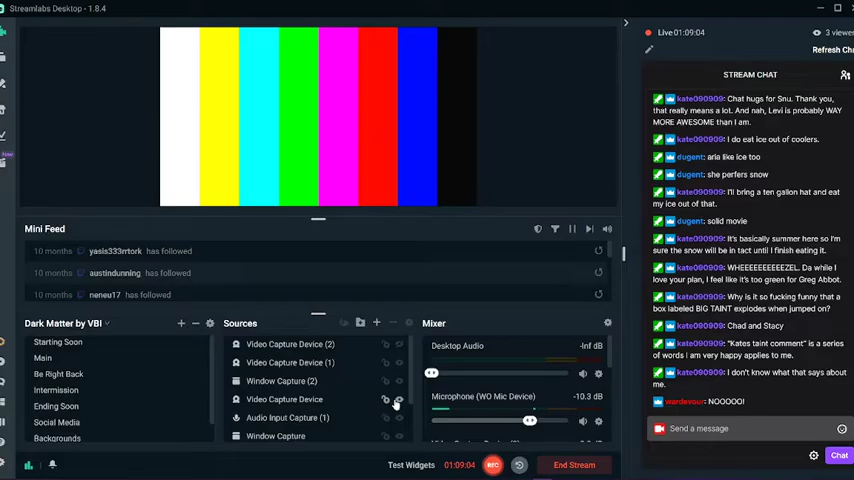 Streamlabs Desktop - 1.8.4
Live 01:09:04
3 viewer
Refresh Cha
STREAM CHAT
kate090909: Chat hugs for Snu. Thank you,
that really means a lot. And nah, Levi is probably WAY
MORE AWESOME than I am.
kate090909: I do eat ice out of coolers.
dugent: aria like ice too
dugent: she perfers snow
kate090909: I'll bring a ten gallon hat and eat
my ice out of that.
dugent: solid movie
kate090909: It's basically summer here so I'm
sure the snow will be in tact until I finish eating it.
kate090909: WHEEEEEEEEEZEL. Da while I
love your plan, I feel like it's too green for Greg Abbot.
kate090909: Why is it so fucking funny that a
box labeled BIG TAINT explodes when jumped on?
kate090909: Chad and Stacy
kate090909: "Kates taint comment" is a series
of words I am very happy applies to me.
kate090909: I don't know what that says about
me.
wardevour: NOOOOO!
Send a message
Chat
New
Mini Feed
10 months yasis333rrtork has followed
10 months austindunning has followed
10 months neneu17 has followed
Dark Matter by VBI
Starting Soon
Main
Be Right Back
Intermission
Ending Soon
Social Media
Backgrounds
Sources
Video Capture Device (2)
Video Capture Device (1)
Window Capture (2)
Video Capture Device
Audio Input Capture (1)
Window Capture
Mixer
Desktop Audio -Inf dB
Microphone (WO Mic Device) -10.3 dB
Test Widgets
01:09:04
REC
End Stream